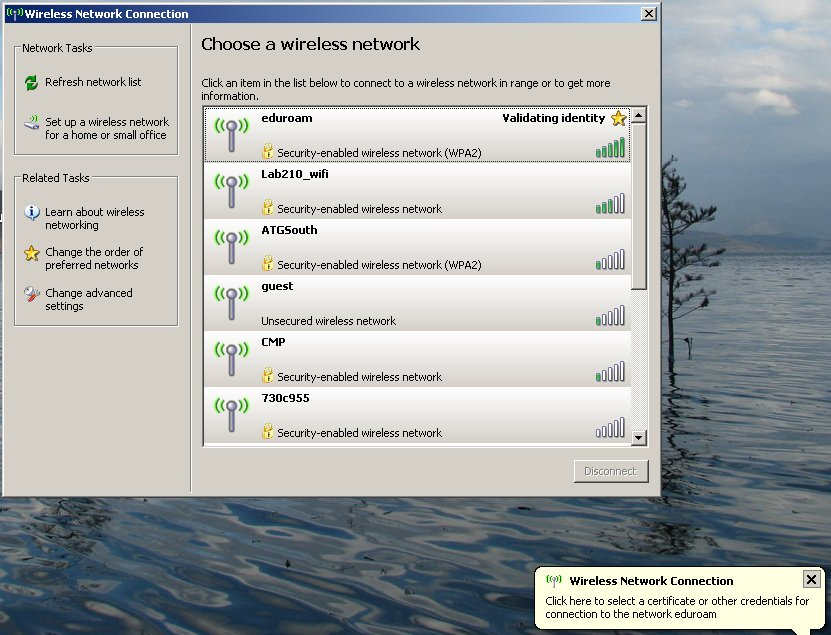 Wireless Network Connection
Network Tasks
Refresh network list
Set up a wireless network
for a home or small office
Related Tasks
Learn about wireless
networking
Change the order of
preferred networks
Change advanced
settings
Choose a wireless network
Click an item in the list below to connect to a wireless network in range or to get more
information.
eduroam Validating identity
Security-enabled wireless network (WPA2)
Lab210_wifi
Security-enabled wireless network
ATGSouth
Security-enabled wireless network (WPA2)
guest
Unsecured wireless network
CMP
Security-enabled wireless network
730c955
Security-enabled wireless network
Disconnect
Wireless Network Connection
Click here to select a certificate or other credentials for
connection to the network eduroam